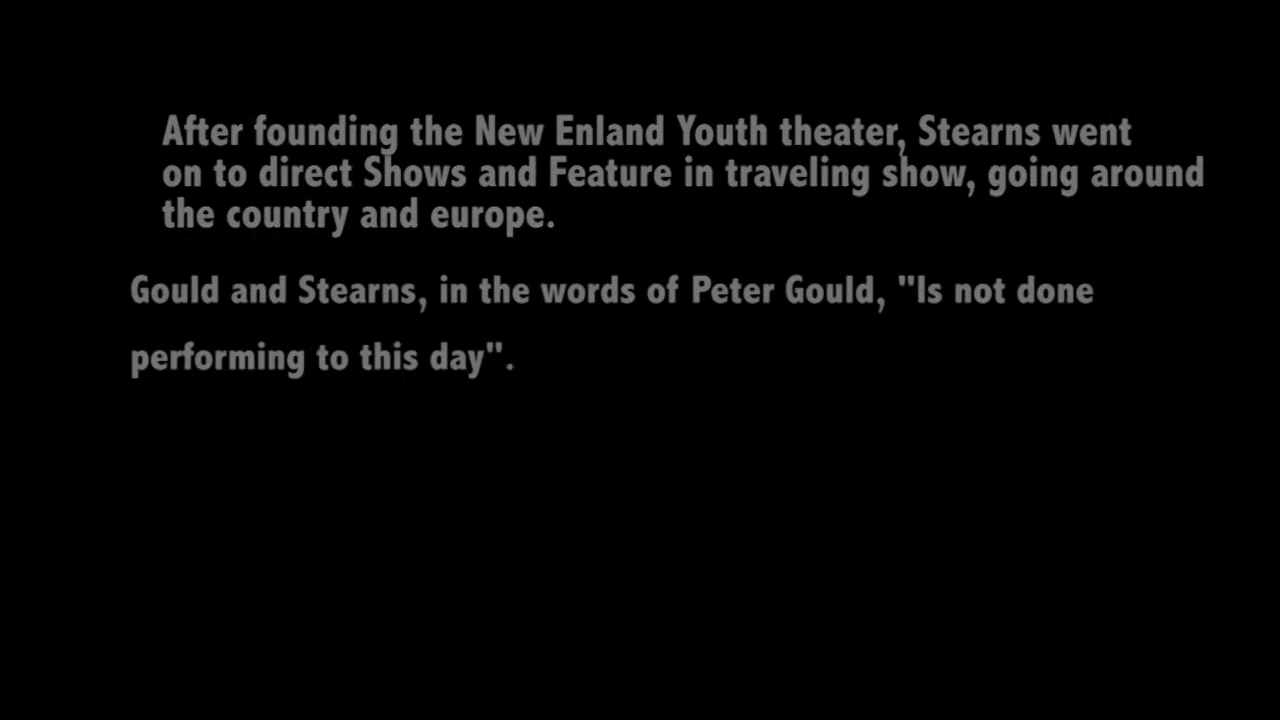 After founding the New Enland Youth theater, Stearns went
on to direct Shows and Feature in traveling show, going around
the country and europe.
Gould and Stearns, in the words of Peter Gould, "Is not done
performing to this day".